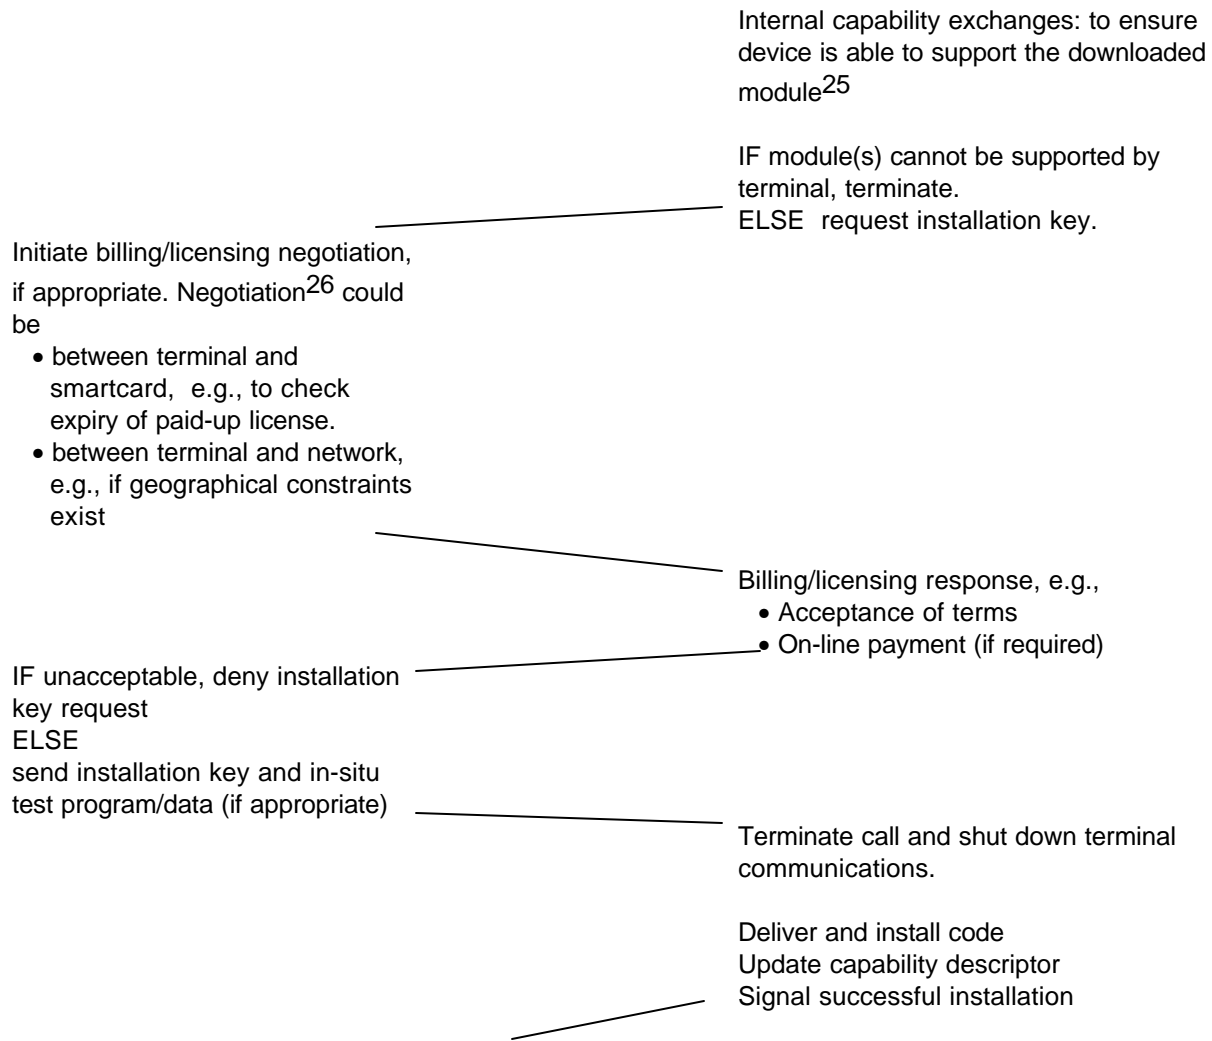 Internal capability exchanges: to ensure
device is able to support the downloaded
module25
IF module(s) cannot be supported by
terminal, terminate.
ELSE  request installation key.
Initiate billing/licensing negotiation,
if appropriate. Negotiation26 could
be
• between terminal and
smartcard,  e.g., to check
expiry of paid-up license.
• between terminal and network,
e.g., if geographical constraints
exist
Billing/licensing response, e.g.,
• Acceptance of terms
• On-line payment (if required)
IF unacceptable, deny installation
key request
ELSE
send installation key and in-situ
test program/data (if appropriate)
Terminate call and shut down terminal
communications.
Deliver and install code
Update capability descriptor
Signal successful installation